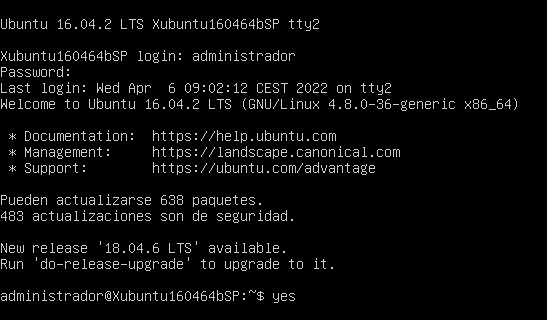 Ubuntu 16.04.2 LTS Xubuntu160464bSP tty2
Xubuntu160464bSP login: administrador
Password:
Last login: Wed Apr  6 09:02:12 CEST 2022 on tty2
Welcome to Ubuntu 16.04.2 LTS (GNU/Linux 4.8.0-36-generic x86_64)
 * Documentation:  https://help.ubuntu.com
 * Management:     https://landscape.canonical.com
 * Support:        https://ubuntu.com/advantage
Pueden actualizarse 638 paquetes.
483 actualizaciones son de seguridad.
New release '18.04.6 LTS' available.
Run 'do-release-upgrade' to upgrade to it.
administrador@Xubuntu160464bSP:~$ yes